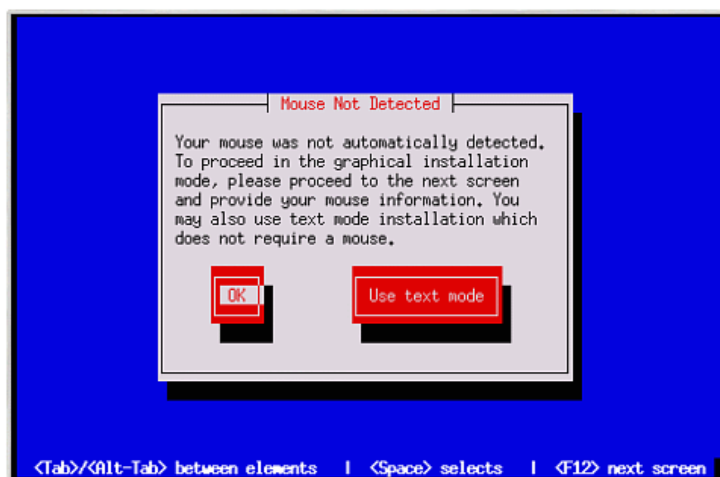 Mouse Not Detected
Your mouse was not automatically detected.
To proceed in the graphical installation
mode, please proceed to the next screen
and provide your mouse information. You
may also use text mode installation which
does not require a mouse.
OK Use text mode
<Tab>/<Alt-Tab> between elements | <Space> selects | <F12> next screen